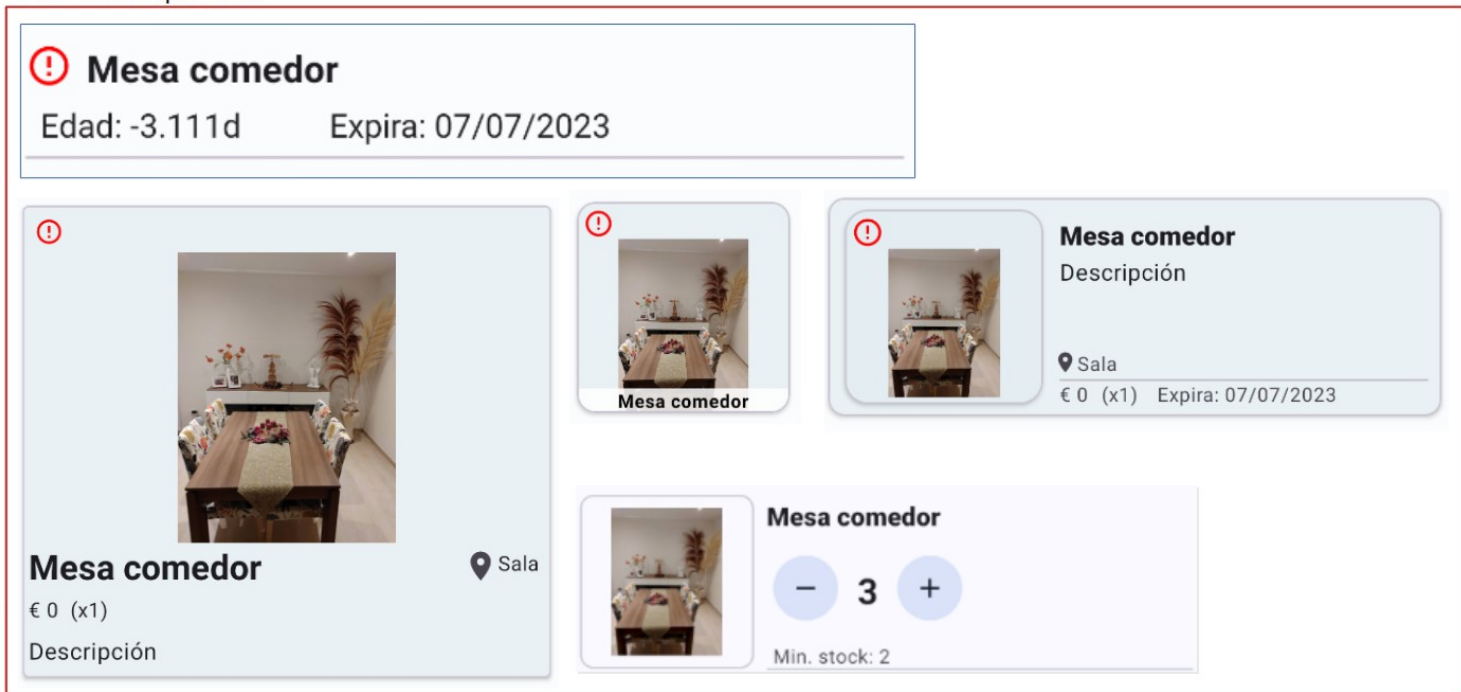 Mesa comedor
Edad: -3.111d Expira: 07/07/2023
Mesa comedor
Sala
€ 0 (x1)
Descripción
Mesa comedor
Mesa comedor
Descripción
Sala
€ 0 (x1) Expira: 07/07/2023
Mesa comedor
− 3 +
Min. stock: 2